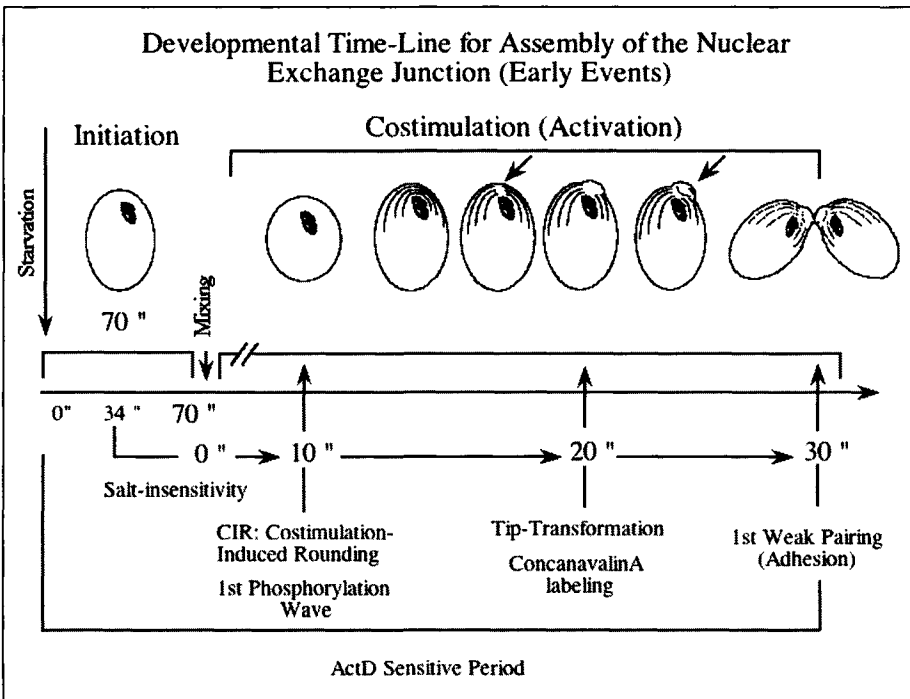 Developmental Time-Line for Assembly of the Nuclear
Exchange Junction (Early Events)
Initiation
Costimulation (Activation)
Starvation
70 "
Mixing
0"
34 "
70 "
0 "
10 "
20 "
30 "
Salt-insensitivity
CIR: Costimulation-
Induced Rounding
1st Phosphorylation
Wave
Tip-Transformation
ConcanavalinA
labeling
1st Weak Pairing
(Adhesion)
ActD Sensitive Period